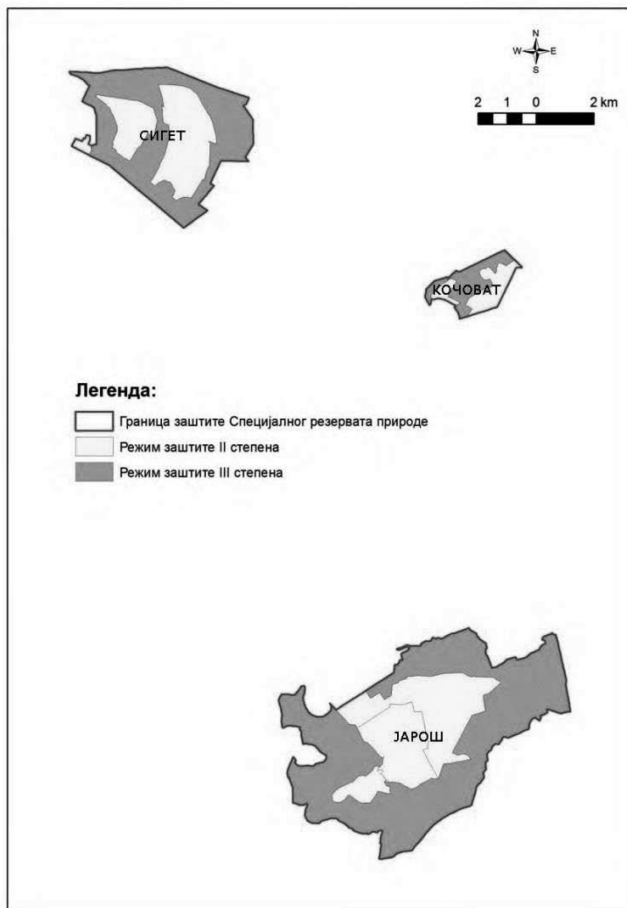 N
W E
S
2 1 0 2 km
СИГЕТ
КОЧОВАТ
Легенда:
Граница заштите Специјалног резервата природе
Режим заштите II степена
Режим заштите III степена
ЈАРОШ